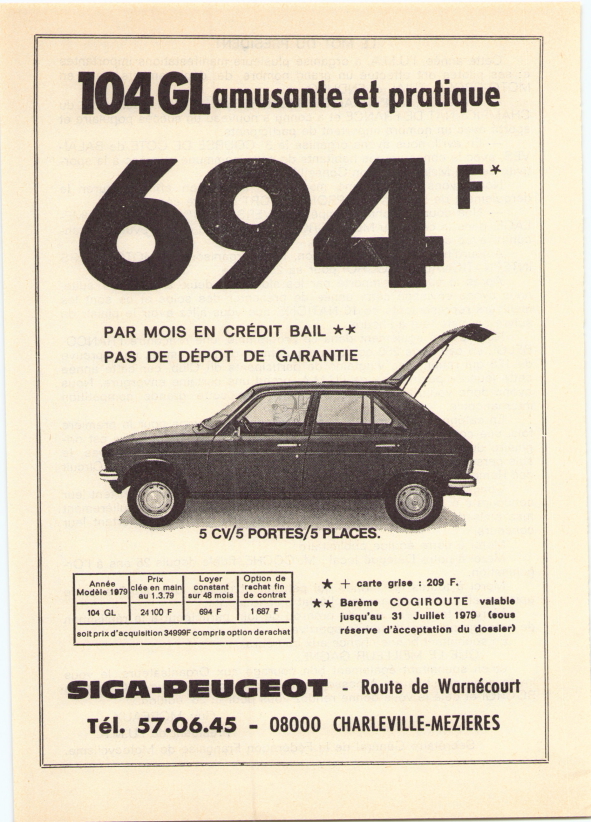 104 GL amusante et pratique
694 F*
PAR MOIS EN CRÉDIT BAIL ★★
PAS DE DÉPOT DE GARANTIE
5 CV/5 PORTES/5 PLACES.
Année Modèle 1979 | Prix clée en main au 1.3.79 | Loyer constant sur 48 mois | Option de rachat fin de contrat
104 GL | 24100 F | 694 F | 1 687 F
soit prix d'acquisition 34999F compris option de rachat
★ + carte grise : 209 F.
★★ Barème COGIROUTE valable
jusqu'au 31 Juillet 1979 (sous
réserve d'àcceptation du dossier)
SIGA-PEUGEOT - Route de Warnécourt
Tél. 57.06.45 - 08000 CHARLEVILLE-MEZIERES